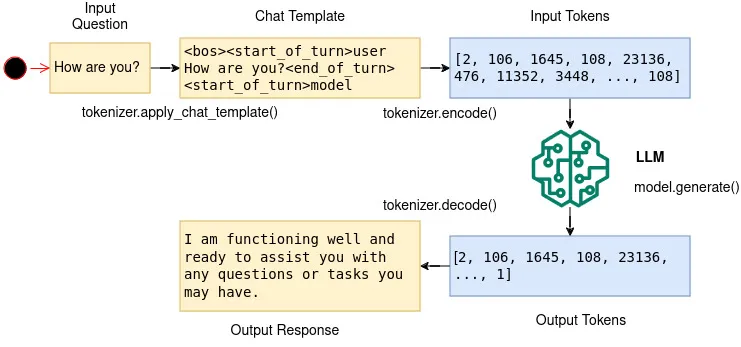 Input
Question
Chat Template
Input Tokens
How are you?
<bos><start_of_turn>user
How are you?<end_of_turn>
<start_of_turn>model
[2, 106, 1645, 108, 23136,
476, 11352, 3448, ..., 108]
tokenizer.apply_chat_template()
tokenizer.encode()
LLM
model.generate()
tokenizer.decode()
I am functioning well and
ready to assist you with
any questions or tasks you
may have.
[2, 106, 1645, 108, 23136,
..., 1]
Output Response
Output Tokens